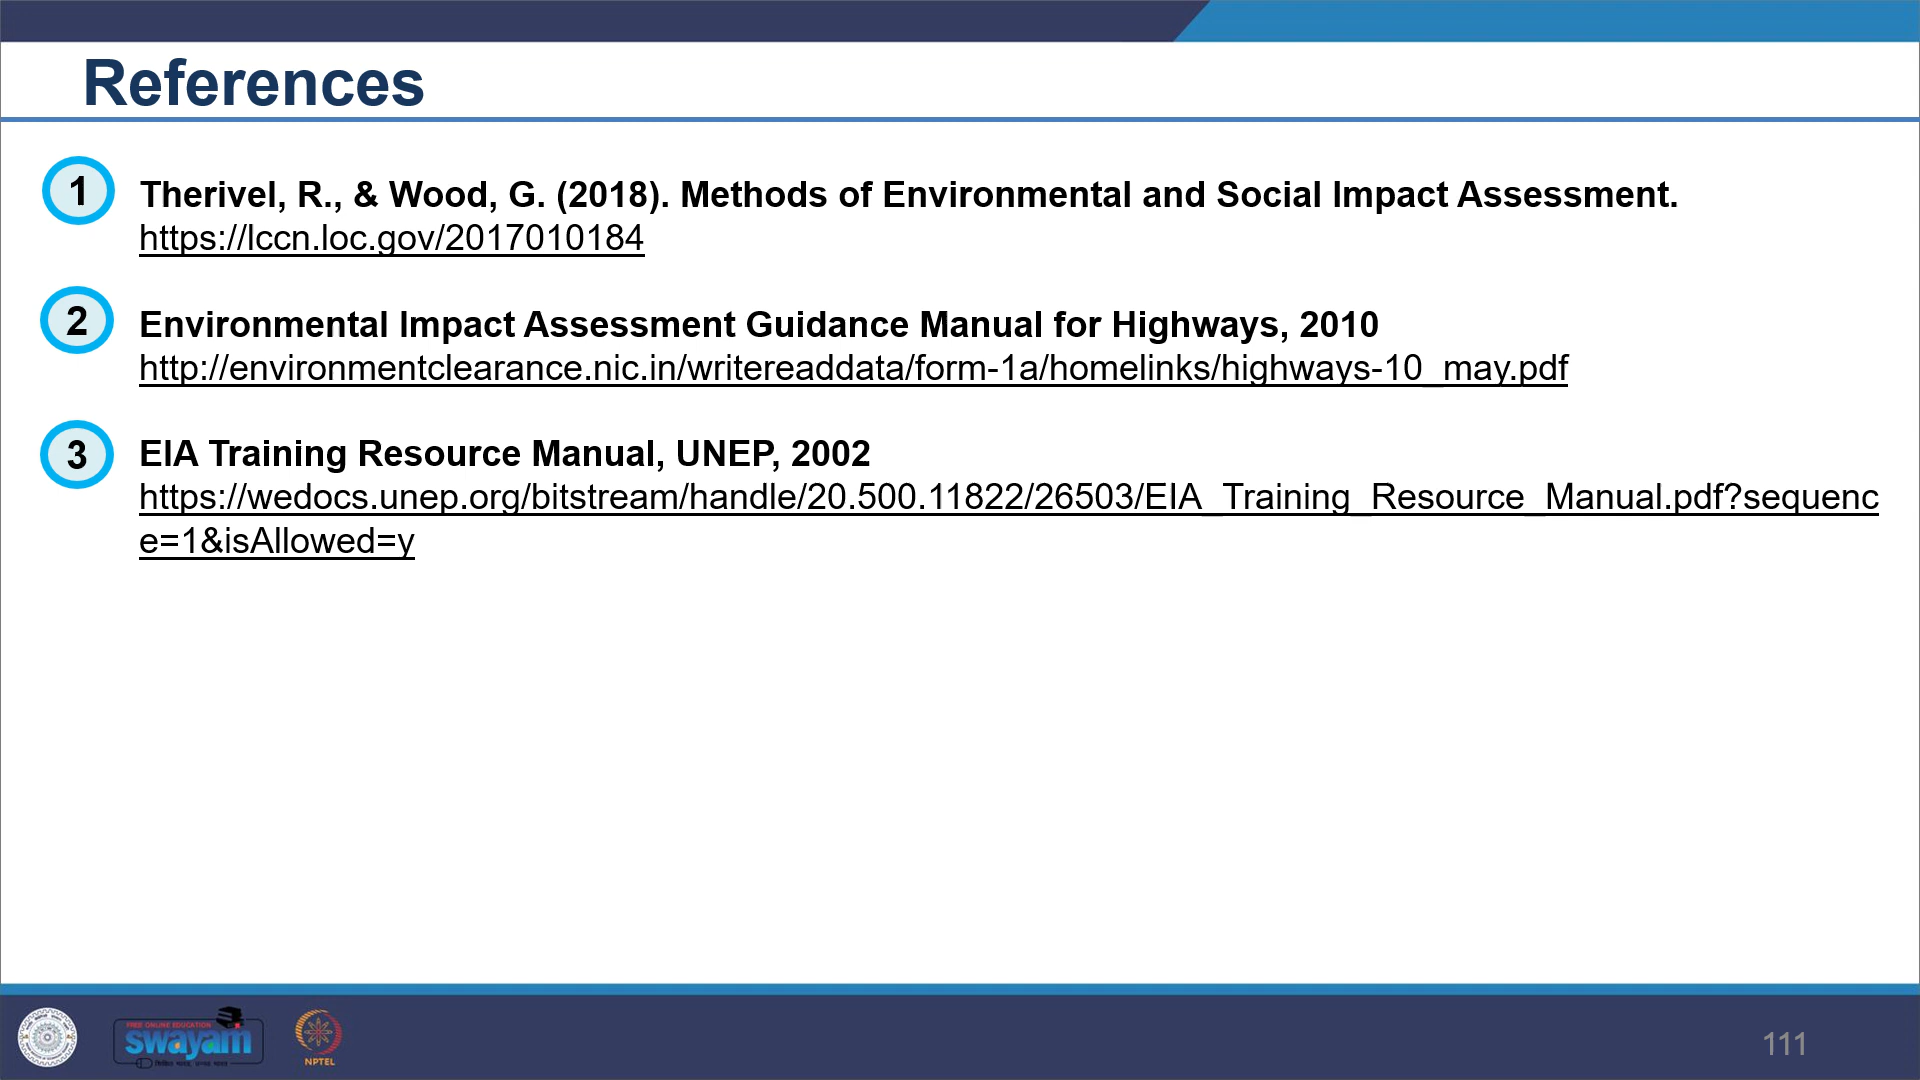 References
1
Therivel, R., & Wood, G. (2018). Methods of Environmental and Social Impact Assessment.
https://lccn.loc.gov/2017010184
2
Environmental Impact Assessment Guidance Manual for Highways, 2010
http://environmentclearance.nic.in/writereaddata/form-1a/homelinks/highways-10_may.pdf
3
EIA Training Resource Manual, UNEP, 2002
https://wedocs.unep.org/bitstream/handle/20.500.11822/26503/EIA_Training_Resource_Manual.pdf?sequenc
e=1&isAllowed=y
FREE ONLINE EDUCATION
swayam
NPTEL
111